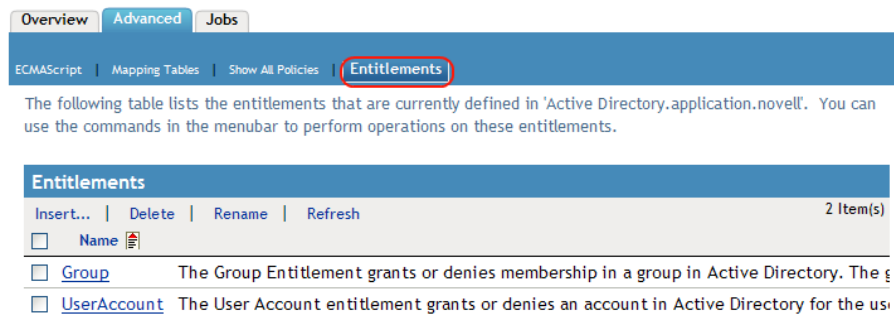 Overview Advanced Jobs
ECMAScript | Mapping Tables | Show All Policies | Entitlements
The following table lists the entitlements that are currently defined in 'Active Directory.application.novell'. You can
use the commands in the menubar to perform operations on these entitlements.
Entitlements
Insert... | Delete | Rename | Refresh 2 Item(s)
Name
Group The Group Entitlement grants or denies membership in a group in Active Directory. The
UserAccount The User Account entitlement grants or denies an account in Active Directory for the